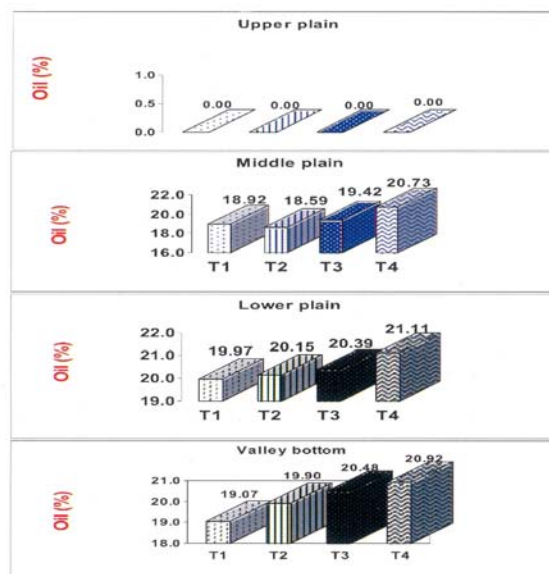 Upper plain
Oil (%)
1.0
0.5
0.0
0.00 0.00 0.00 0.00
Middle plain
Oil (%)
22.0
20.0
18.0
16.0
18.92 18.59 19.42 20.73
T1 T2 T3 T4
Lower plain
Oil (%)
22.0
21.0
20.0
19.0
19.97 20.15 20.39 21.11
T1 T2 T3 T4
Valley bottom
Oil (%)
21.0
20.0
19.0
18.0
19.07 19.90 20.48 20.92
T1 T2 T3 T4